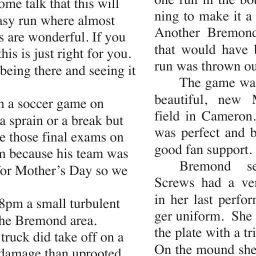 ome talk that this will
asy run where almost
s are wonderful. If you
this is just right for you.
being there and seeing it
n a soccer game on
a sprain or a break but
e those final exams on
n because his team was
for Mother's Day so we
8pm a small turbulent
he Bremond area.
truck did take off on a
damage than uprooted
one run in the bo
ning to make it a
Another Bremond
that would have b
run was thrown ou
The game wa
beautiful, new M
field in Cameron.
was perfect and b
good fan support.
Bremond se
Screws had a ver
in her last perform
ger uniform. She
the plate with a tri
On the mound she